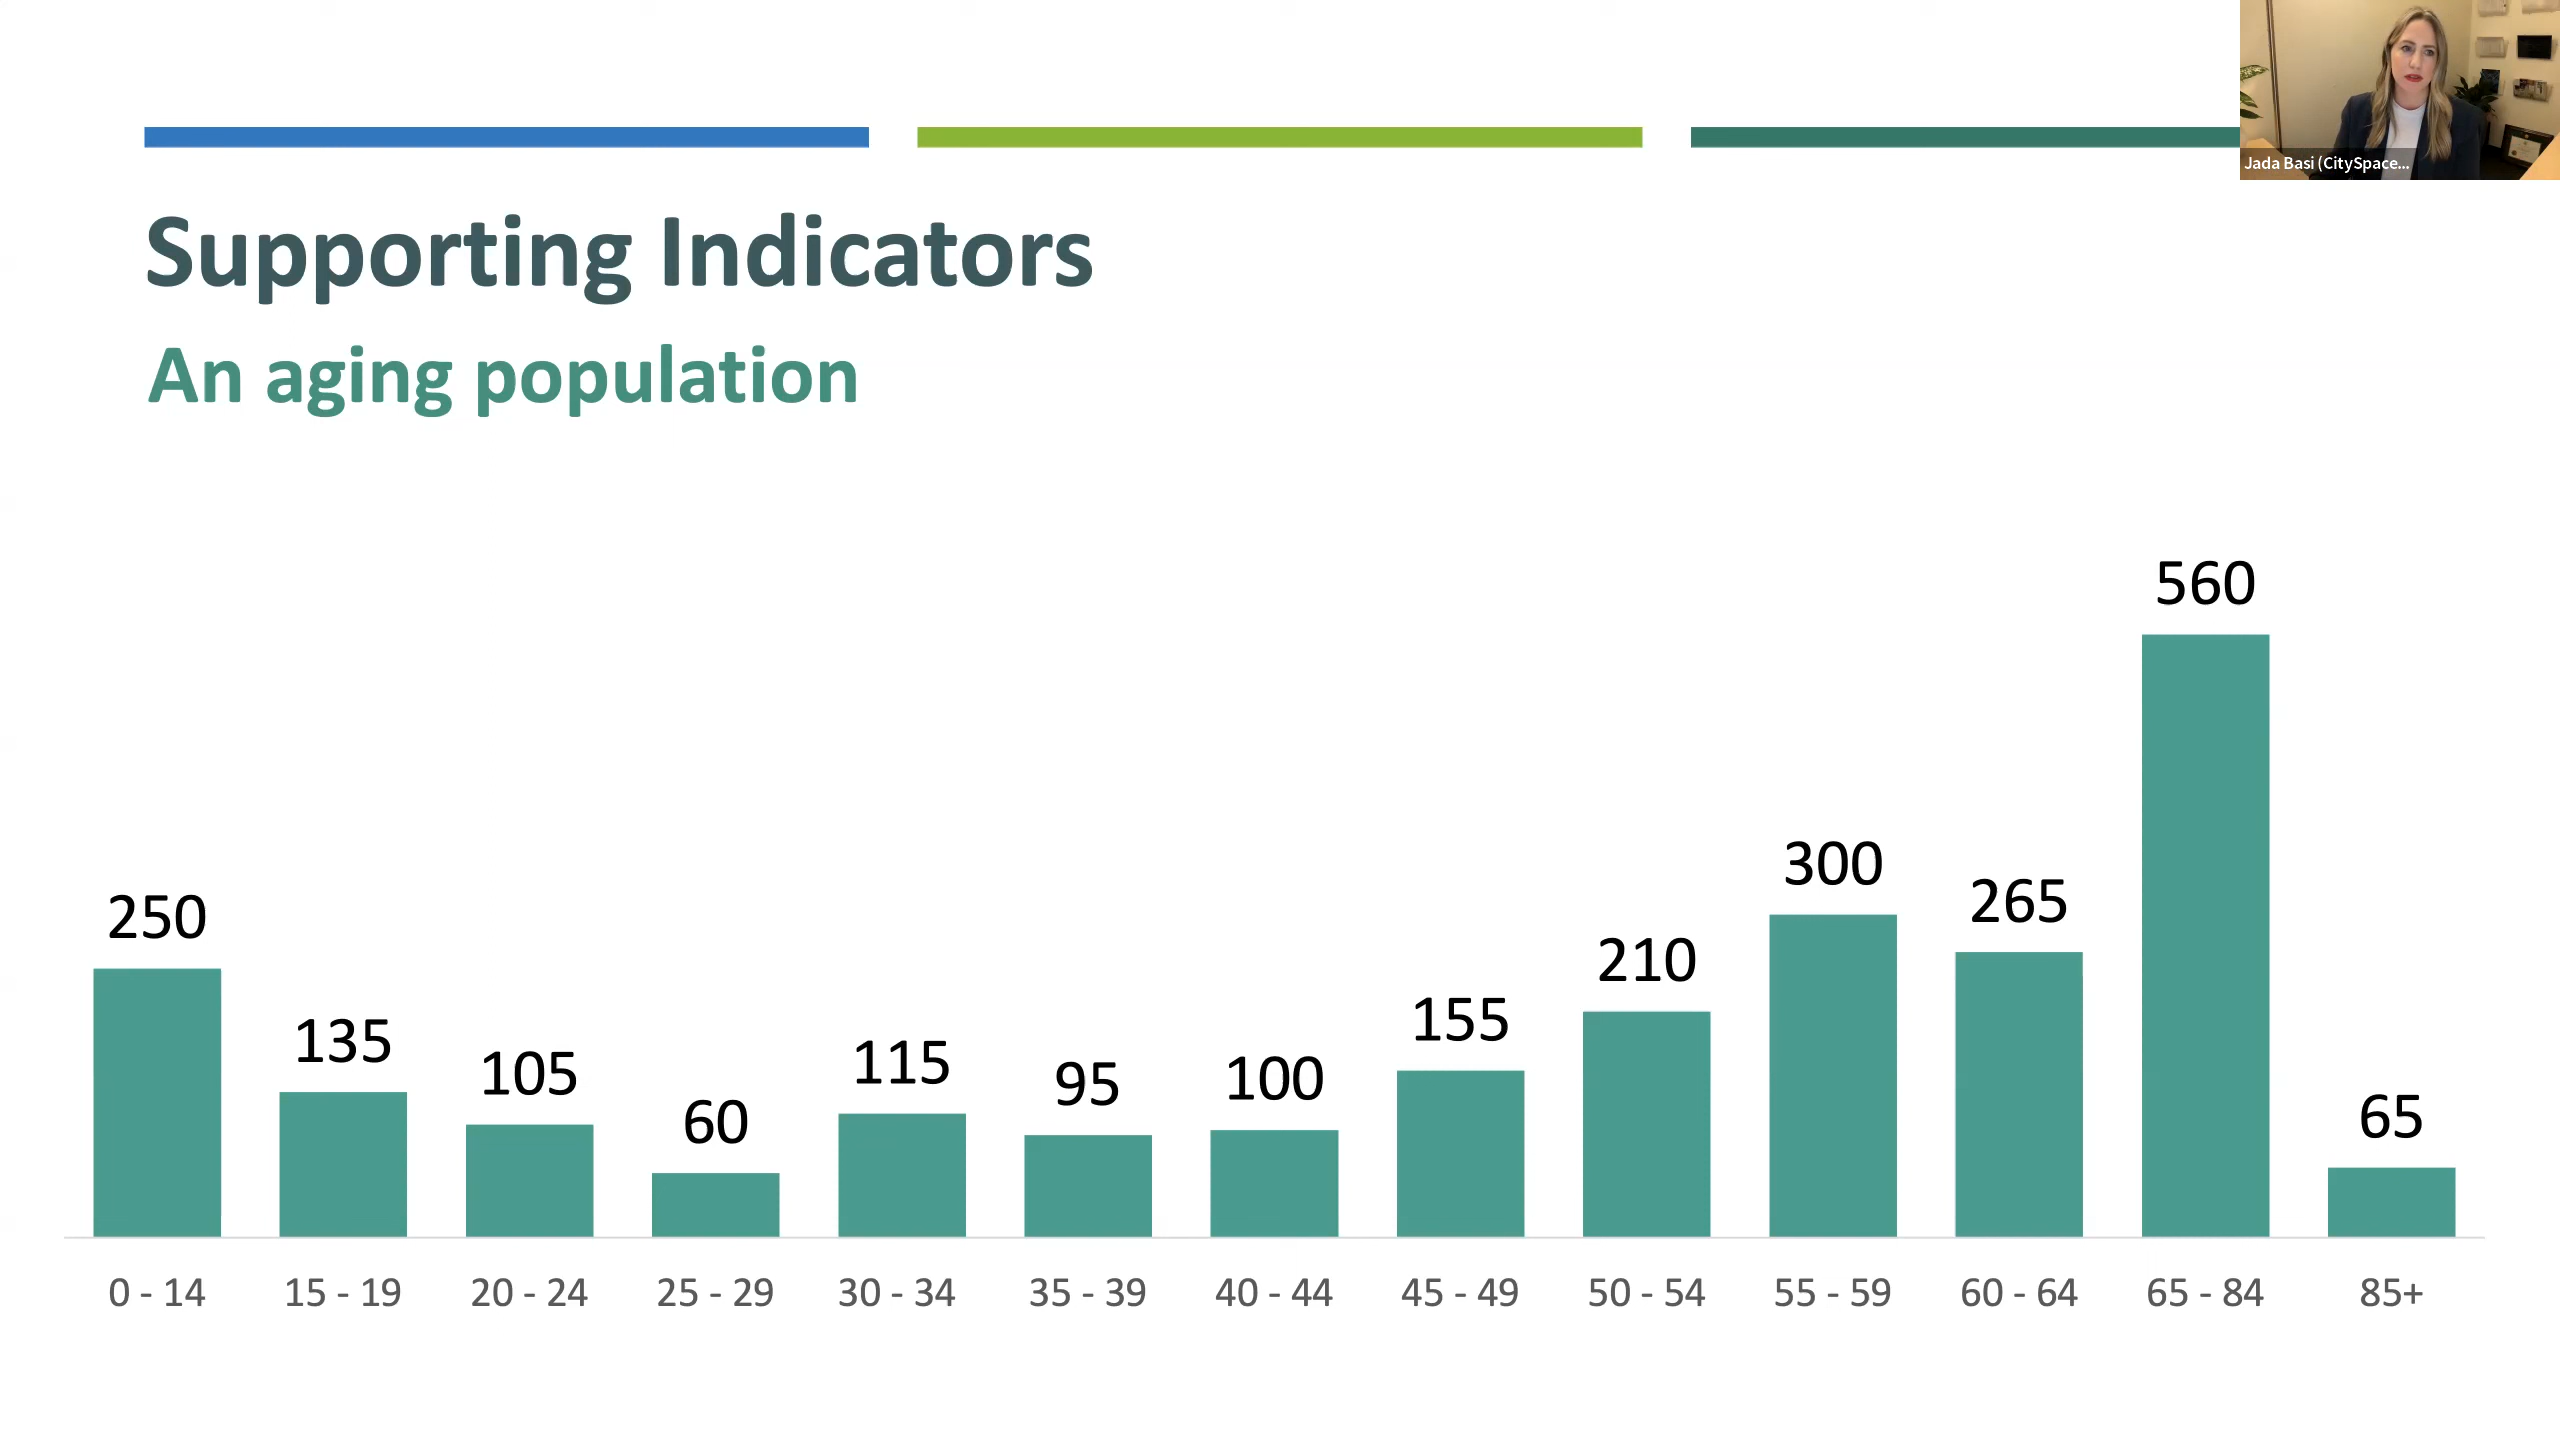 Jada Basi (CitySpace...
Supporting Indicators
An aging population
250
135
105
60
115
95
100
155
210
300
265
560
65
0 - 14
15 - 19
20 - 24
25 - 29
30 - 34
35 - 39
40 - 44
45 - 49
50 - 54
55 - 59
60 - 64
65 - 84
85+